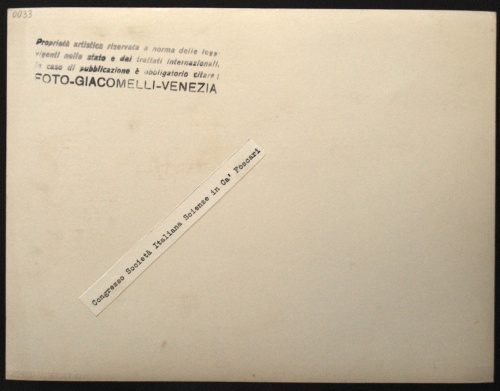 0033
Proprietà artistica riservata a norma delle leggi
vigenti nello stato e dei trattati internazionali.
In caso di pubblicazione è obbligatorio citare:
FOTO-GIACOMELLI-VENEZIA
Congresso Società Italiana Scienze in Ca' Foscari